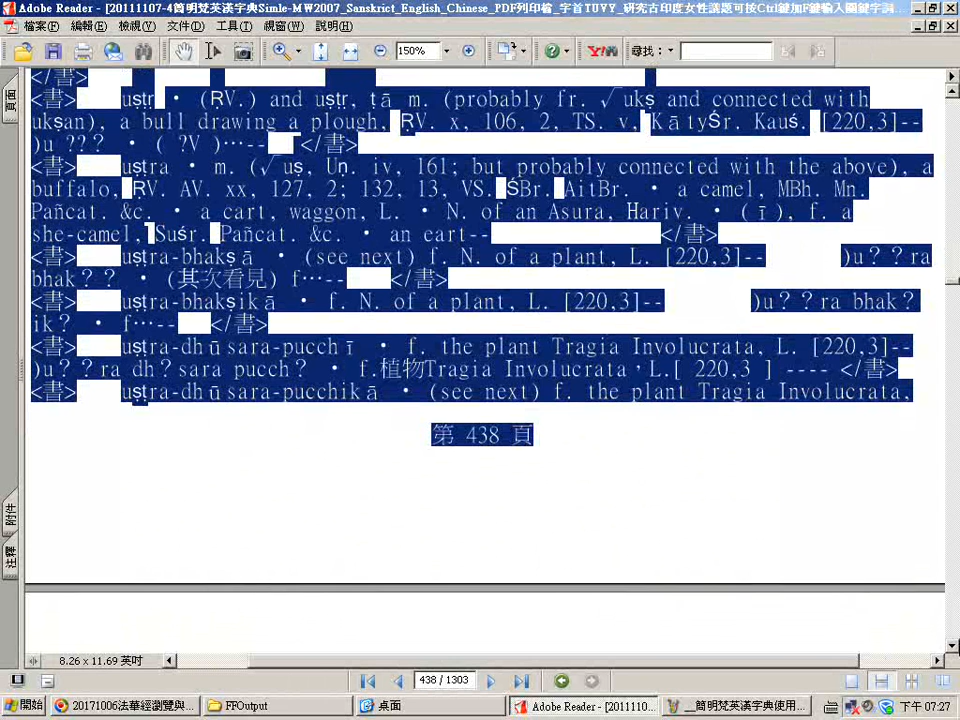 Adobe Reader - [20111107-4簡明梵英漢字典Simle-MW2007_Sanskrit_English_Chinese_PDF列印檔_字首TUVY_研究古印度女性議題可按Ctrl鍵加F鍵輸入關鍵字詞...
檔案(F) 編輯(E) 檢視(V) 文件(D) 工具(T) 視窗(W) 說明(H)
150% Y! 尋找：
頁面
</書>
<書> uṣṭṛ • (ṚV.) and uṣṭṛ, ṭā m. (probably fr. √ukṣ and connected with
ukṣan), a bull drawing a plough, ṚV. x, 106, 2, TS. v, KātyŚr. Kauś. [220,3]--
)u ??? • ( ?V )…-- </書>
<書> uṣṭra • m. (√uṣ, Uṇ. iv, 161; but probably connected with the above), a
buffalo, ṚV. AV. xx, 127, 2; 132, 13, VS. ŚBr. AitBr. • a camel, MBh. Mn.
Pañcat. &c. • a cart, waggon, L. • N. of an Asura, Hariv. • (ī), f. a
she-camel, Suśr. Pañcat. &c. • an eart-- </書>
<書> uṣṭra-bhakṣā • (see next) f. N. of a plant, L. [220,3]-- )u？？ra
bhak？？ • (其次看見) f…-- </書>
<書> uṣṭra-bhakṣikā • f. N. of a plant, L. [220,3]-- )u？？ra bhak？
ik？ • f…-- </書>
<書> uṣṭra-dhūsara-pucchī • f. the plant Tragia Involucrata, L. [220,3]--
)u？？ra dh？sara pucch？ • f.植物Tragia Involucrata，L.[ 220,3 ] ---- </書>
<書> uṣṭra-dhūsara-pucchikā • (see next) f. the plant Tragia Involucrata,
第 438 頁
附件
注釋
8.26 x 11.69 英吋
438 / 1303
開始 20171006法華經瀏覽與... FFOutput 桌面 Adobe Reader - [201110... __簡明梵英漢字典使用... 下午 07:27